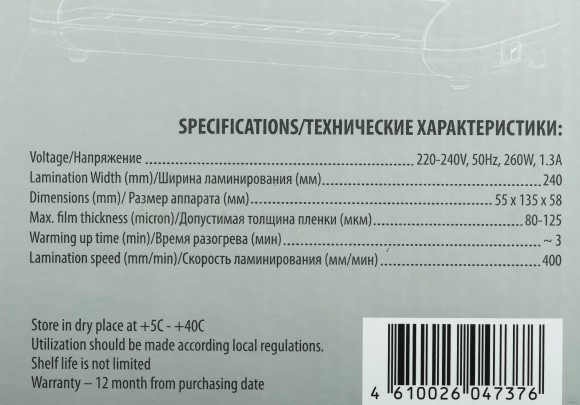 SPECIFICATIONS/ТЕХНИЧЕСКИЕ ХАРАКТЕРИСТИКИ:
Voltage/Напряжение ........ 220-240V, 50Hz, 260W, 1.3A
Lamination Width (mm)/Ширина ламинирования (мм) ........ 240
Dimensions (mm)/ Размер аппарата (мм) ........ 55 x 135 x 58
Max. film thickness (micron)/Допустимая толщина пленки (мкм) ........ 80-125
Warming up time (min)/Время разогрева (мин) ........ ~ 3
Lamination speed (mm/min)/Скорость ламинирования (мм/мин) ........ 400
Store in dry place at +5C - +40C
Utilization should be made according local regulations.
Shelf life is not limited
Warranty – 12 month from purchasing date
4 610026 047376